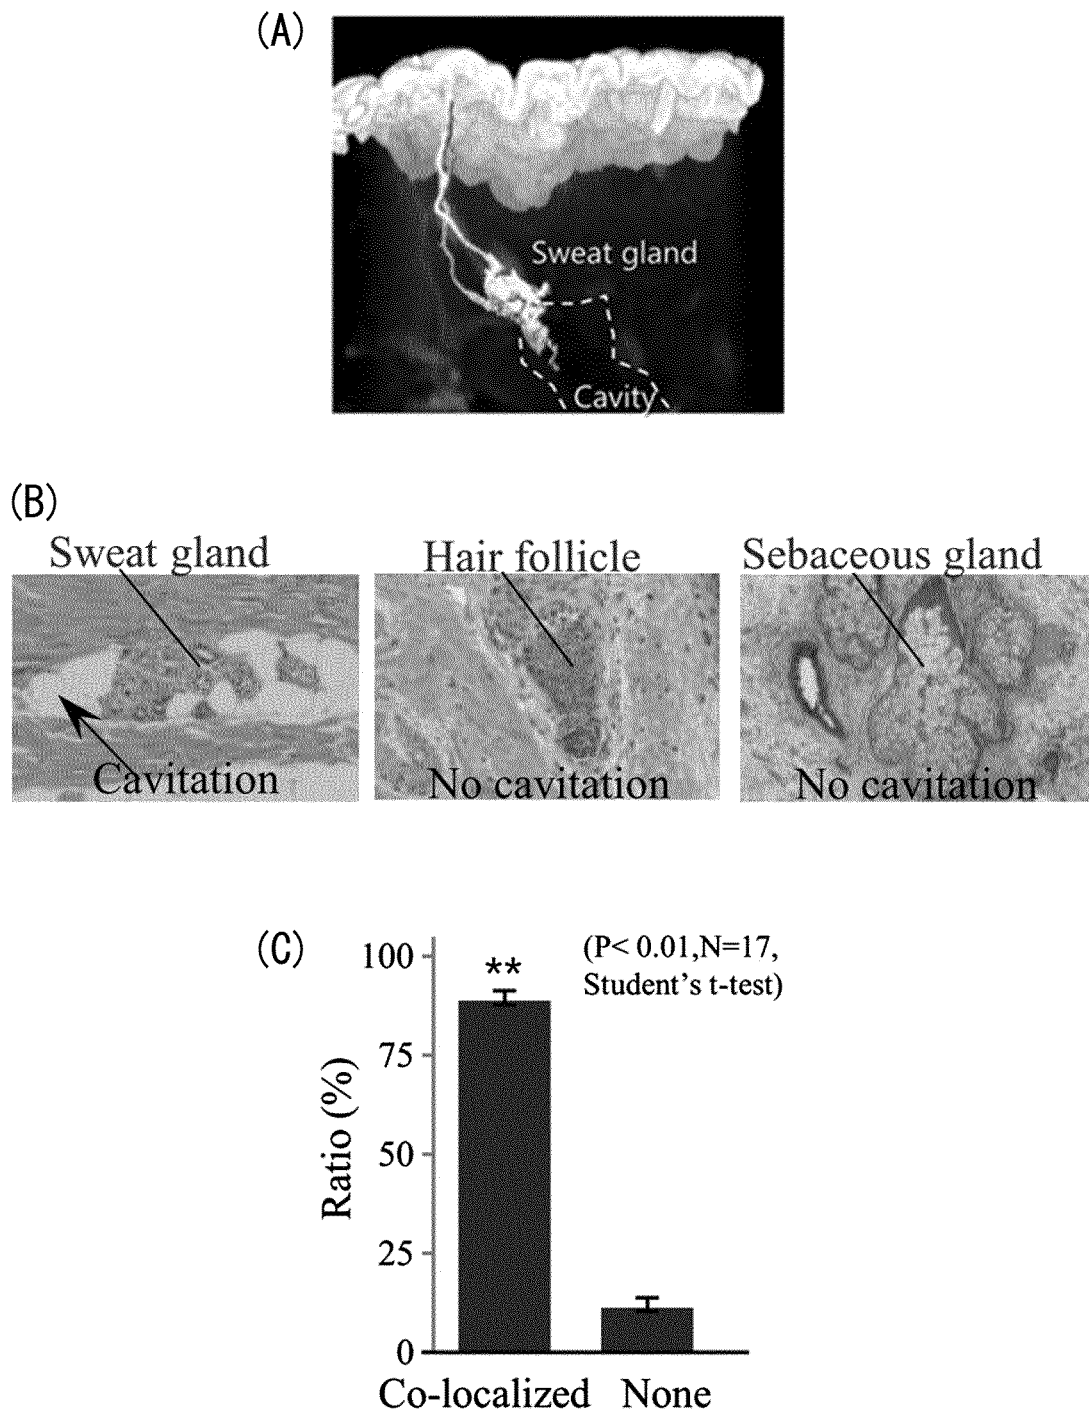 (A)
Sweat gland
Cavity
(B)
Sweat gland
Hair follicle
Sebaceous gland
Cavitation
No cavitation
No cavitation
(C)
(P< 0.01,N=17,
Student’s t-test)
**
100
75
50
25
0
Ratio (%)
Co-localized
None